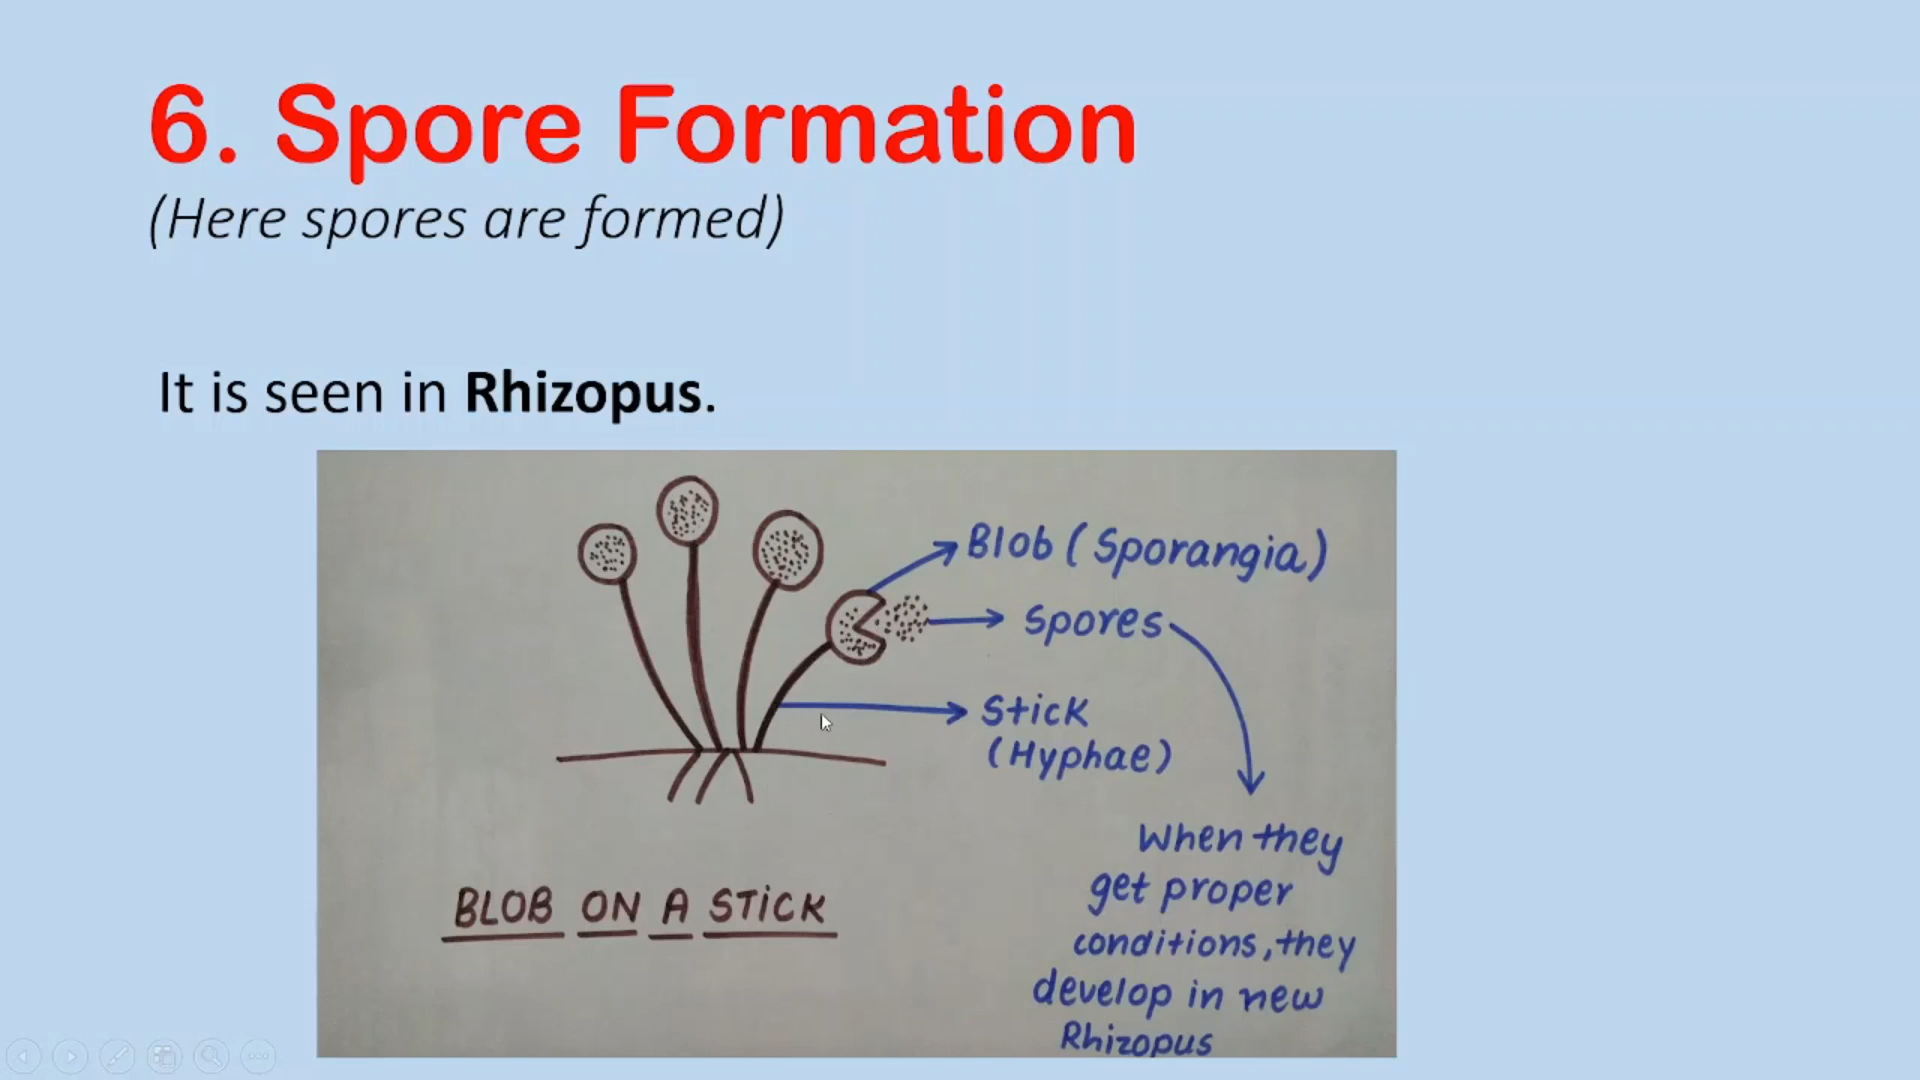 6. Spore Formation
(Here spores are formed)
It is seen in Rhizopus.
Blob (Sporangia)
Spores
Stick
(Hyphae)
When they
get proper
conditions, they
develop in new
Rhizopus
BLOB ON A STICK